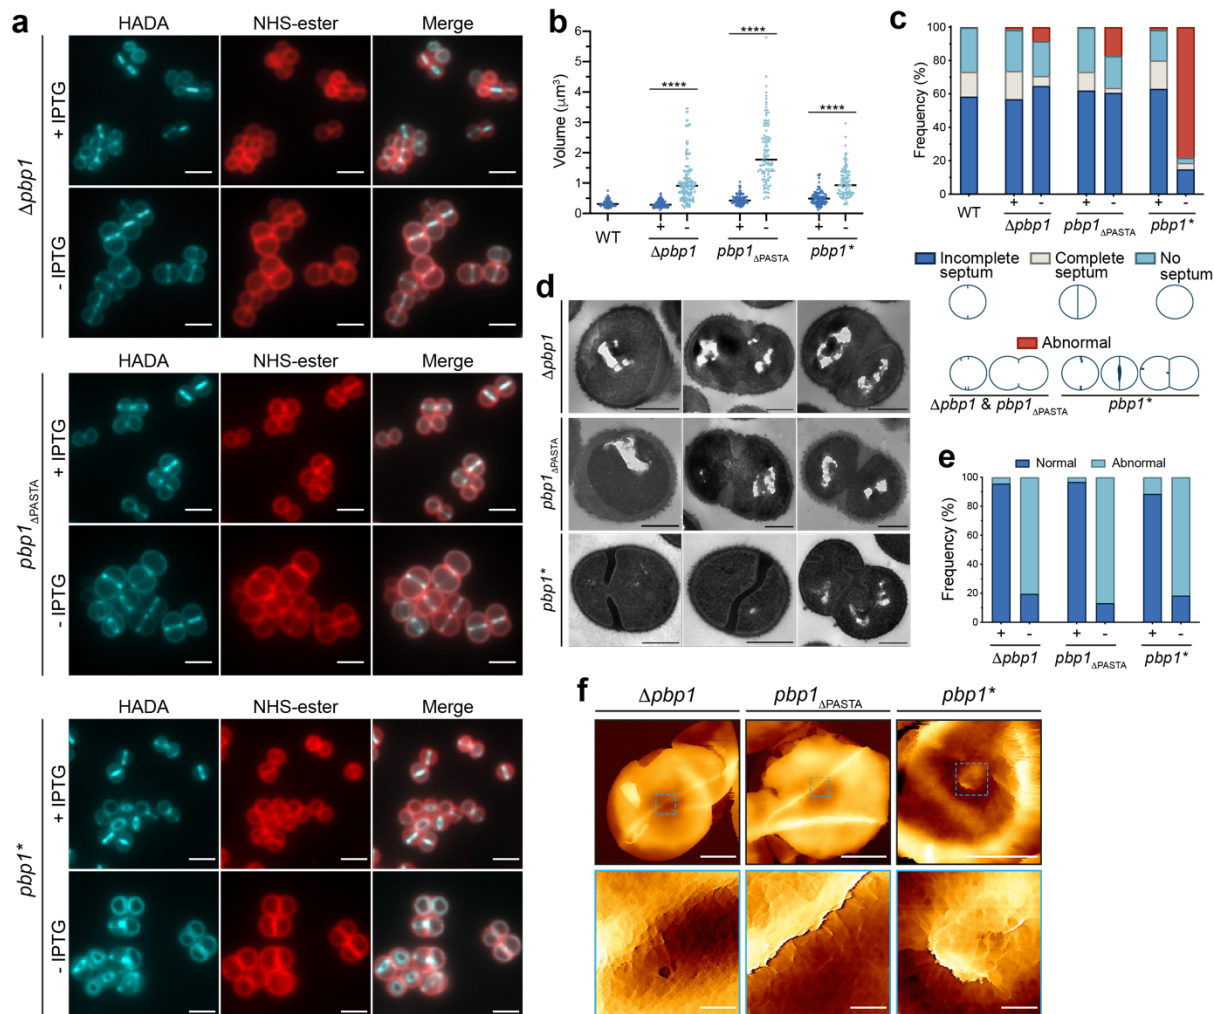 a
HADA NHS-ester Merge
Δpbp1
+ IPTG
- IPTG
HADA NHS-ester Merge
pbp1ΔPASTA
+ IPTG
- IPTG
HADA NHS-ester Merge
pbp1*
+ IPTG
- IPTG
b
Volume (μm³)
6
5
4
3
2
1
0
**** **** ****
+ - + - + -
WT Δpbp1 pbp1ΔPASTA pbp1*
c
Frequency (%)
100
80
60
40
20
0
+ - + - + -
WT Δpbp1 pbp1ΔPASTA pbp1*
Incomplete septum
Complete septum
No septum
Abnormal
Δpbp1 & pbp1ΔPASTA pbp1*
d
Δpbp1
pbp1ΔPASTA
pbp1*
e
Normal Abnormal
Frequency (%)
100
80
60
40
20
0
+ - + - + -
Δpbp1 pbp1ΔPASTA pbp1*
f
Δpbp1 pbp1ΔPASTA pbp1*